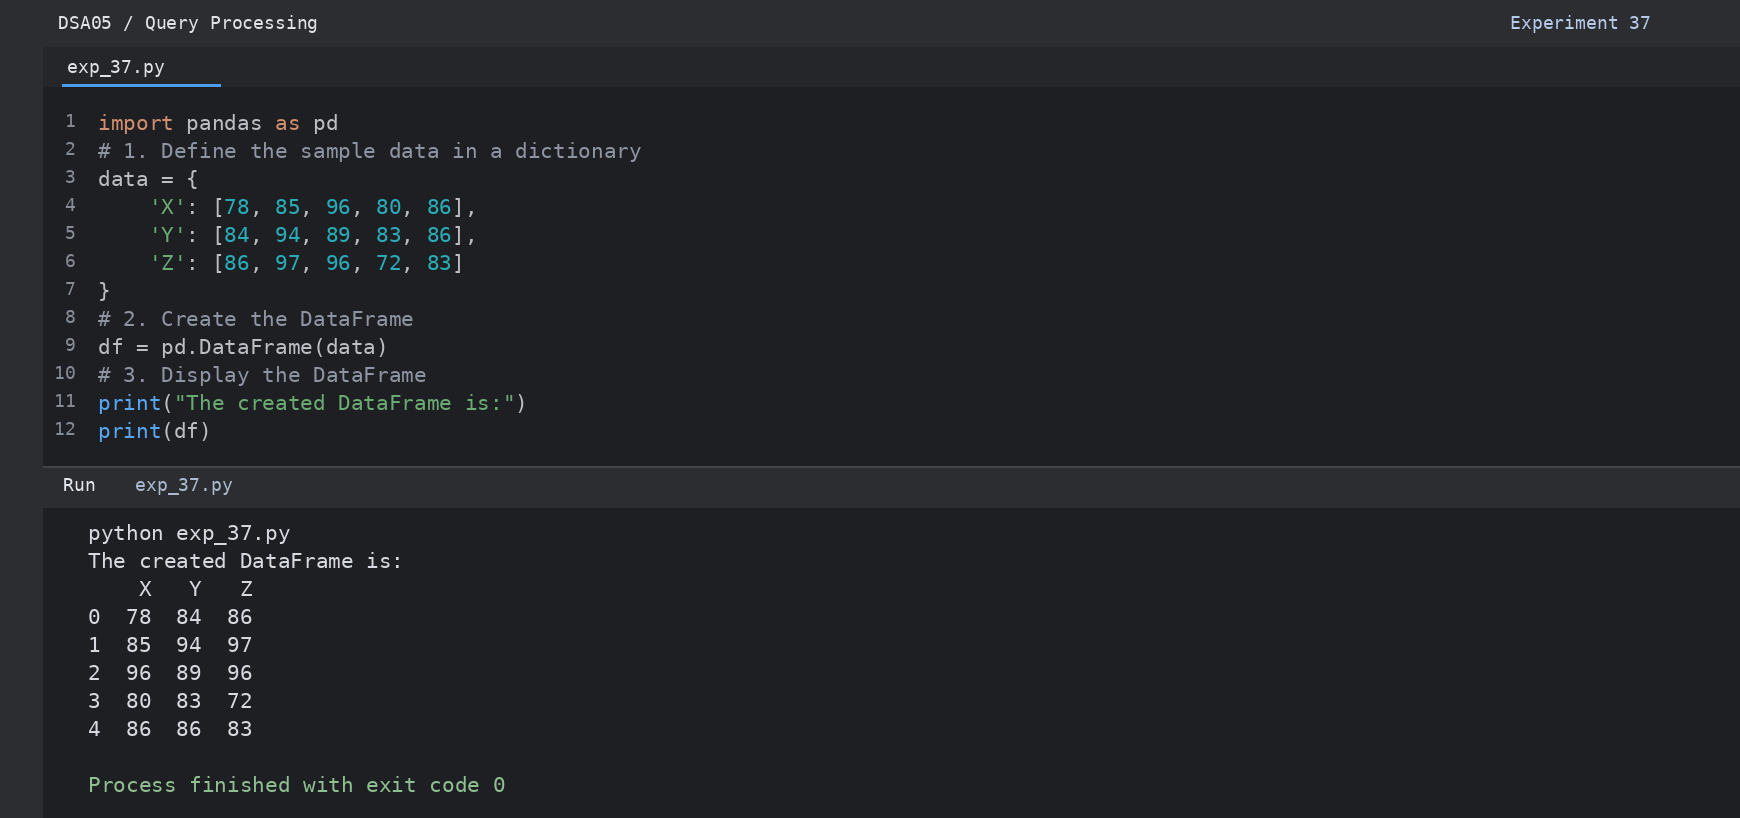 DSA05 / Query Processing
Experiment 37
exp_37.py
1 import pandas as pd
2 # 1. Define the sample data in a dictionary
3 data = {
4     'X': [78, 85, 96, 80, 86],
5     'Y': [84, 94, 89, 83, 86],
6     'Z': [86, 97, 96, 72, 83]
7 }
8 # 2. Create the DataFrame
9 df = pd.DataFrame(data)
10 # 3. Display the DataFrame
11 print("The created DataFrame is:")
12 print(df)
Run exp_37.py
python exp_37.py
The created DataFrame is:
    X   Y   Z
0  78  84  86
1  85  94  97
2  96  89  96
3  80  83  72
4  86  86  83
Process finished with exit code 0